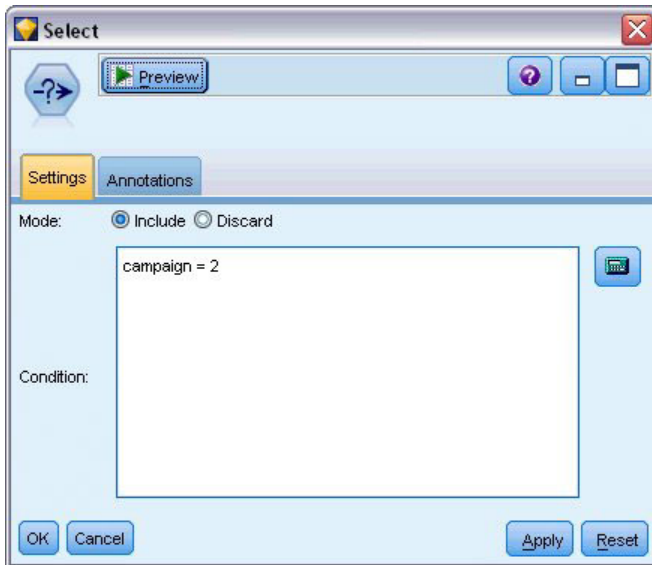 Select
Preview
Settings Annotations
Mode: Include Discard
campaign = 2
Condition:
OK Cancel Apply Reset